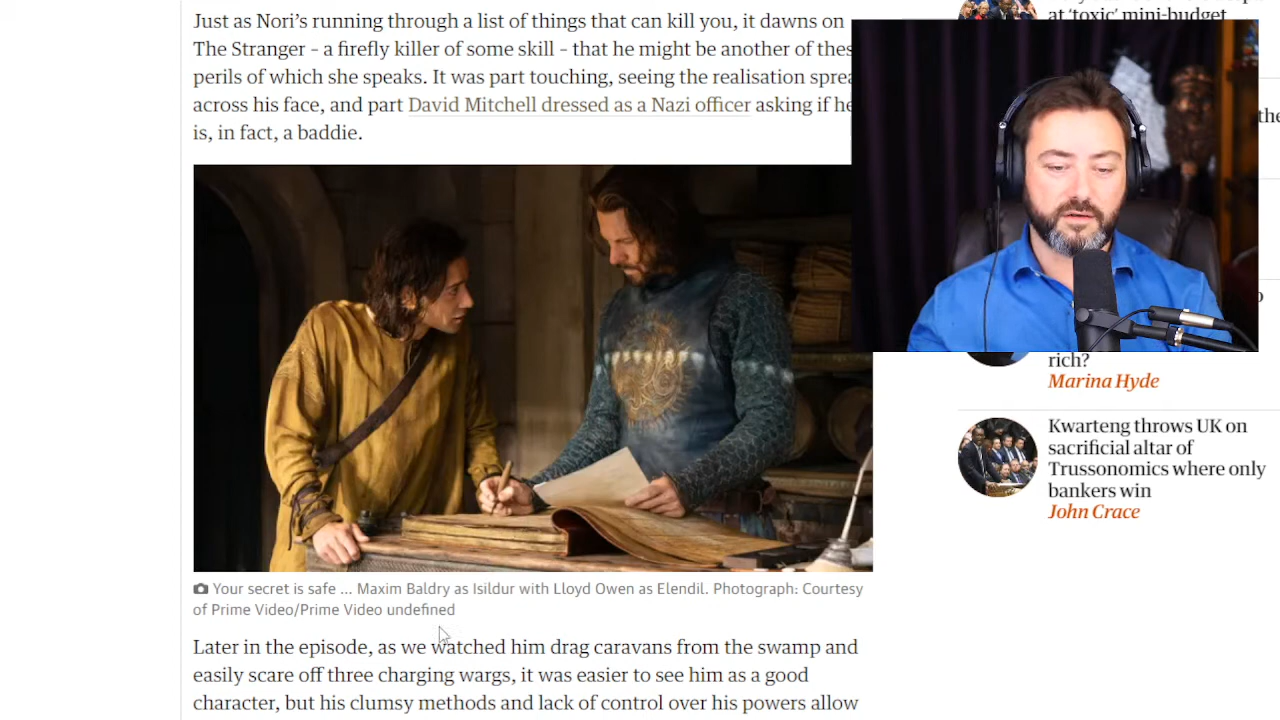 Just as Nori’s running through a list of things that can kill you, it dawns on
The Stranger – a firefly killer of some skill – that he might be another of thes
perils of which she speaks. It was part touching, seeing the realisation sprea
across his face, and part David Mitchell dressed as a Nazi officer asking if he
is, in fact, a baddie.
Your secret is safe ... Maxim Baldry as Isildur with Lloyd Owen as Elendil. Photograph: Courtesy
of Prime Video/Prime Video undefined
Later in the episode, as we watched him drag caravans from the swamp and
easily scare off three charging wargs, it was easier to see him as a good
character, but his clumsy methods and lack of control over his powers allow
at ‘toxic’ mini-budget
the
rich?
Marina Hyde
Kwarteng throws UK on
sacrificial altar of
Trussonomics where only
bankers win
John Crace